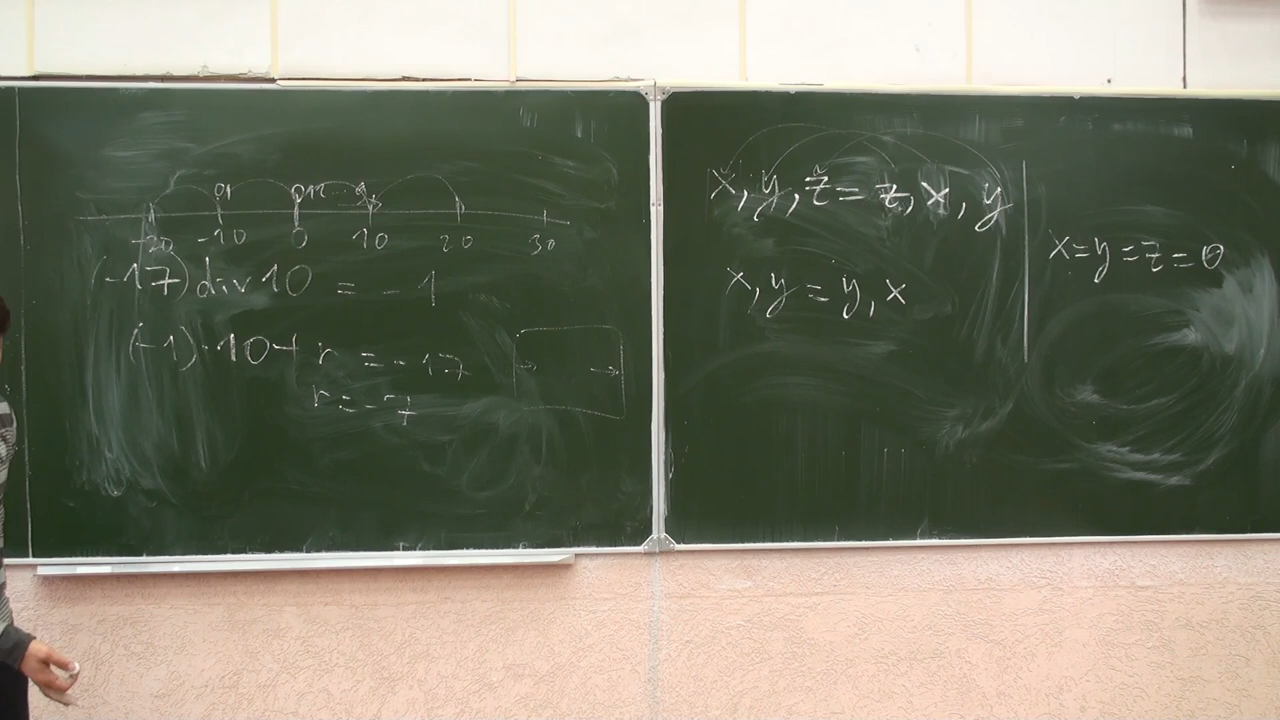 -20 -10 0 10 20 30
(-17) div 10 = -1
(-1)·10+ r = -17
r = -7
x, y, z = z, x, y
x, y = y, x
x=y=z=0